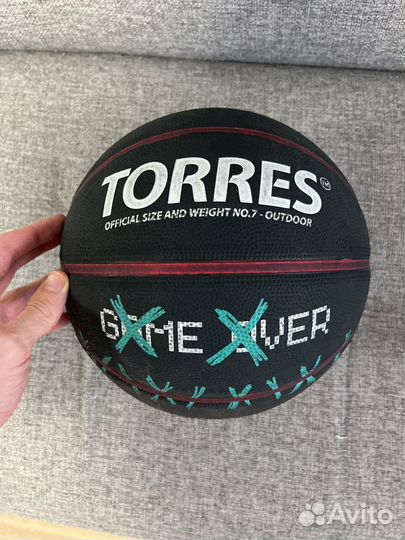 TORRES
OFFICIAL SIZE AND WEIGHT NO.7 - OUTDOOR
GAME OVER
Avito